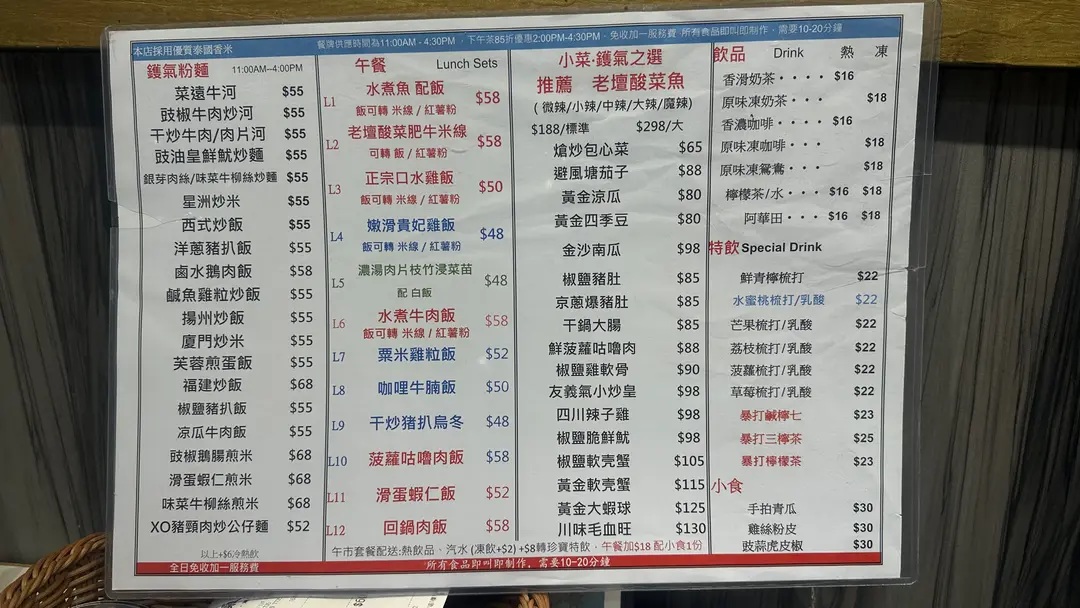 本店採用優質泰國香米
餐牌供應時間為11:00AM - 4:30PM · 下午茶85折優惠2:00PM-4:30PM · 免收加一服務費 · 所有食品即叫即制作 · 需要10-20分鐘
鑊氣粉麵 11:00AM--4:00PM
菜遠牛河 $55
豉椒牛肉炒河 $55
干炒牛肉/肉片河 $55
豉油皇鮮魷炒麵 $55
銀芽肉絲/味菜牛柳絲炒麵 $55
星洲炒米 $55
西式炒飯 $55
洋蔥豬扒飯 $55
鹵水鵝肉飯 $58
鹹魚雞粒炒飯 $55
揚州炒飯 $55
廈門炒米 $55
芙蓉煎蛋飯 $55
福建炒飯 $68
椒鹽豬扒飯 $55
凉瓜牛肉飯 $55
豉椒鵝腸煎米 $68
滑蛋蝦仁煎米 $68
味菜牛柳絲煎米 $68
XO豬頸肉炒公仔麵 $52
以上+$6冷熱飲
全日免收加一服務費
午餐 Lunch Sets
L1 水煮魚 配飯 $58
飯可轉 米線 / 紅薯粉
L2 老壇酸菜肥牛米線 $58
可轉 飯 / 紅薯粉
L3 正宗口水雞飯 $50
飯可轉 米線 / 紅薯粉
L4 嫩滑貴妃雞飯 $48
飯可轉 米線 / 紅薯粉
L5 濃湯肉片枝竹浸菜苗 $48
配 白飯
L6 水煮牛肉飯 $58
飯可轉 米線 / 紅薯粉
L7 粟米雞粒飯 $52
L8 咖哩牛腩飯 $50
L9 干炒猪扒烏冬 $48
L10 菠蘿咕嚕肉飯 $58
L11 滑蛋蝦仁飯 $52
L12 回鍋肉飯 $58
午市套餐配送:熱飲品、汽水 (凍飲+$2) +$8轉珍寶特飲 · 午餐加$18 配小食1份
小菜·鑊氣之選
推薦 老壇酸菜魚
( 微辣/小辣/中辣/大辣/魔辣)
$188/標準 $298/大
熗炒包心菜 $65
避風塘茄子 $88
黃金涼瓜 $80
黃金四季豆 $80
金沙南瓜 $98
椒鹽豬肚 $85
京蔥爆豬肚 $85
干鍋大腸 $85
鮮菠蘿咕嚕肉 $88
椒鹽雞軟骨 $90
友義氣小炒皇 $98
四川辣子雞 $98
椒鹽脆鮮魷 $98
椒鹽軟壳蟹 $105
黃金軟壳蟹 $115
黃金大蝦球 $125
川味毛血旺 $130
飲品 Drink 熱 凍
香滑奶茶 · · · · $16
原味凍奶茶 · · · $18
香濃咖啡 · · · · $16
原味凍咖啡 · · · $18
原味凍鴛鴦 · · · $18
檸檬茶/水 · · · $16 $18
阿華田 · · · $16 $18
特飲 Special Drink
鮮青檸梳打 $22
水蜜桃梳打/乳酸 $22
芒果梳打/乳酸 $22
荔枝梳打/乳酸 $22
菠蘿梳打/乳酸 $22
草莓梳打/乳酸 $22
暴打鹹檸七 $23
暴打三檸茶 $25
暴打檸檬茶 $23
小食
手拍青瓜 $30
雞絲粉皮 $30
豉蒜虎皮椒 $30
*所有食品即叫即制作，需要10-20分鐘